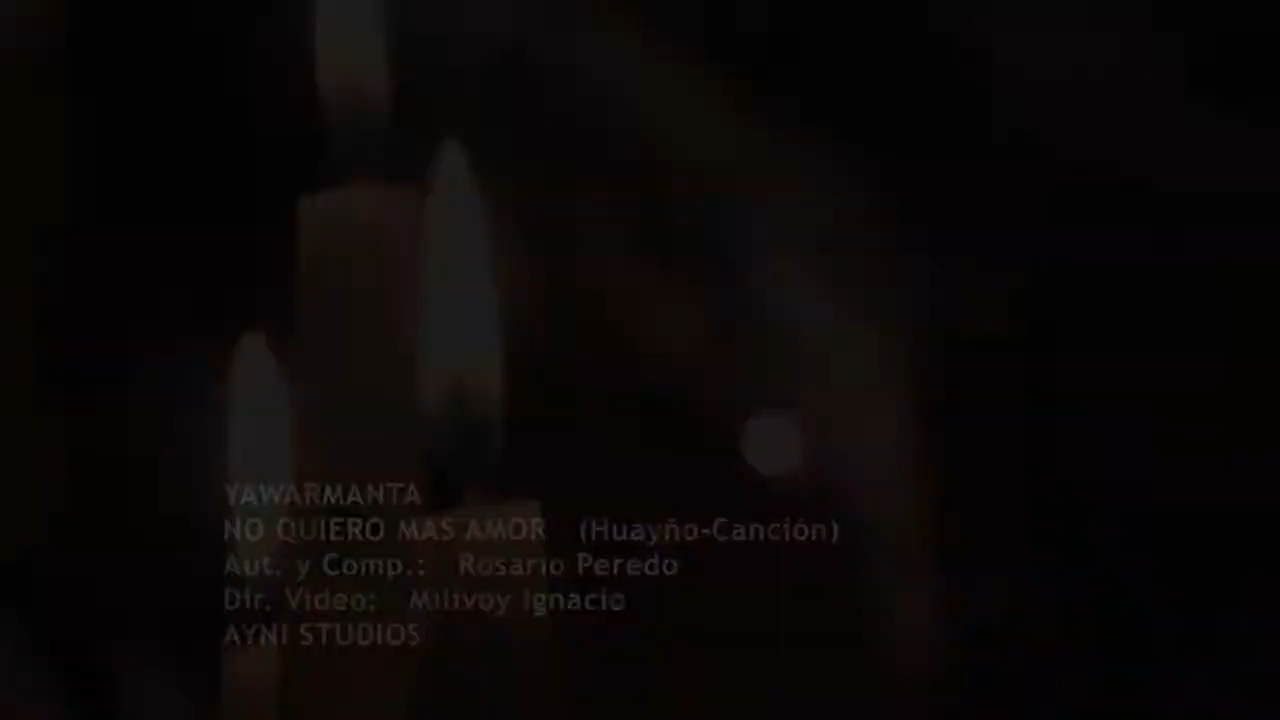 YAWARMANTA
NO QUIERO MAS AMOR (Huayño-Canción)
Aut. y Comp.: Rosario Peredo
Dir. Video: Milivoy Ignacio
AYNI STUDIOS